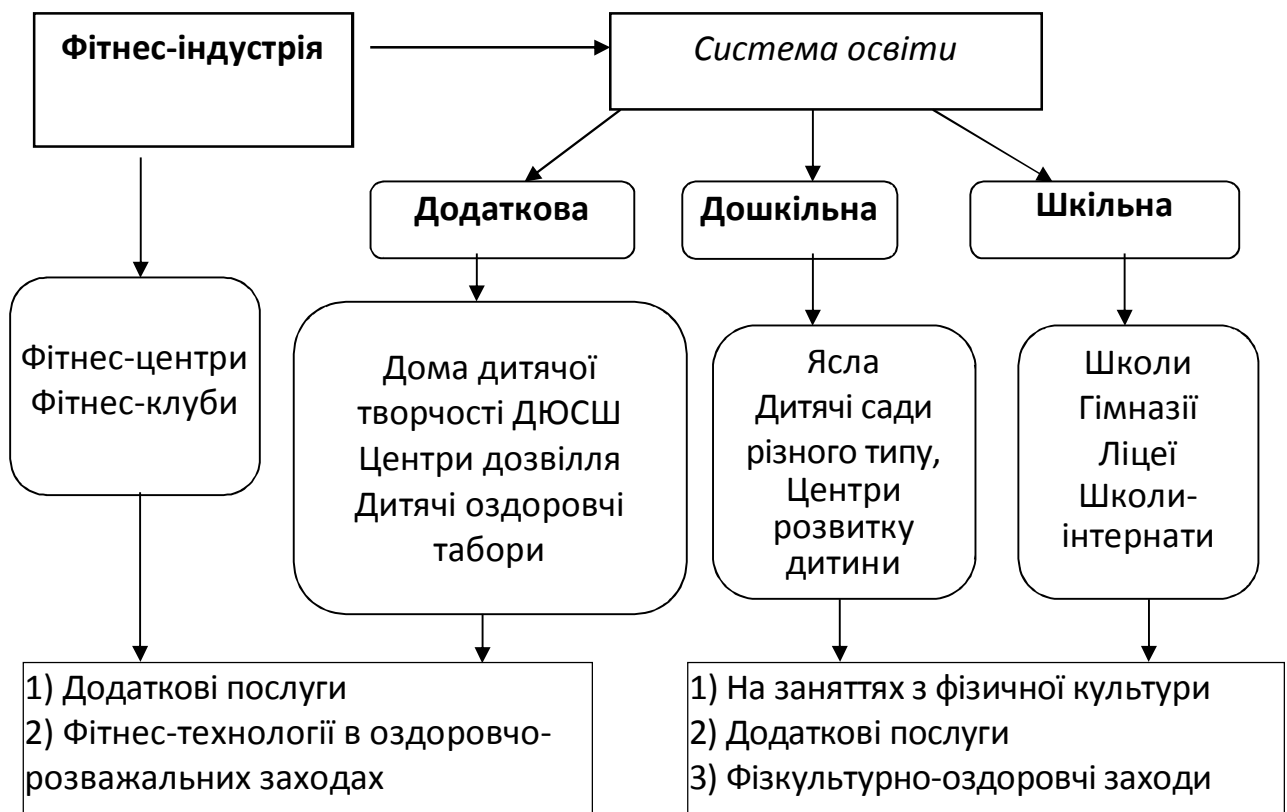 Фітнес-індустрія
Система освіти
Додаткова
Дошкільна
Шкільна
Фітнес-центри
Фітнес-клуби
Дома дитячої
творчості ДЮСШ
Центри дозвілля
Дитячі оздоровчі
табори
Ясла
Дитячі сади
різного типу,
Центри
розвитку
дитини
Школи
Гімназії
Ліцеї
Школи-
інтернати
1) Додаткові послуги
2) Фітнес-технології в оздоровчо-
розважальних заходах
1) На заняттях з фізичної культури
2) Додаткові послуги
3) Фізкультурно-оздоровчі заходи